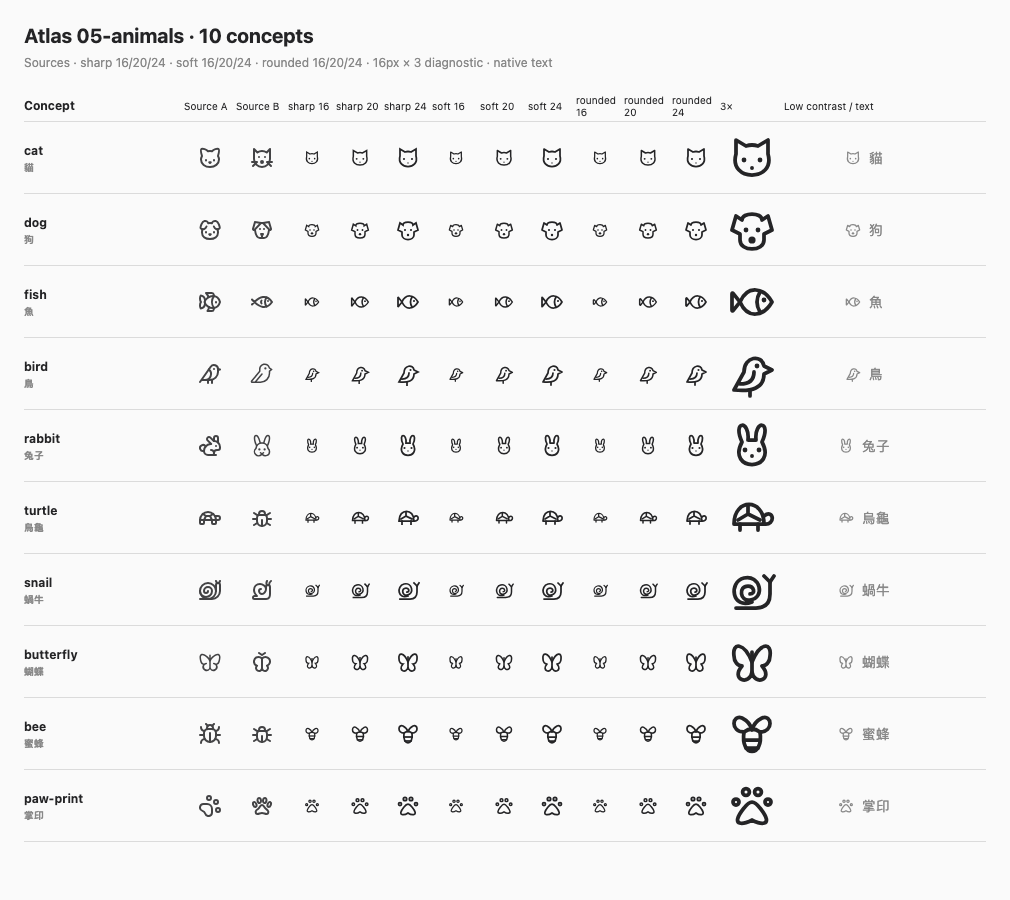 Atlas 05-animals · 10 concepts
Sources · sharp 16/20/24 · soft 16/20/24 · rounded 16/20/24 · 16px × 3 diagnostic · native text
Concept Source A Source B sharp 16 sharp 20 sharp 24 soft 16 soft 20 soft 24 rounded 16 rounded 20 rounded 24 3× Low contrast / text
cat
貓 貓
dog
狗 狗
fish
魚 魚
bird
鳥 鳥
rabbit
兔子 兔子
turtle
烏龜 烏龜
snail
蝸牛 蝸牛
butterfly
蝴蝶 蝴蝶
bee
蜜蜂 蜜蜂
paw-print
掌印 掌印